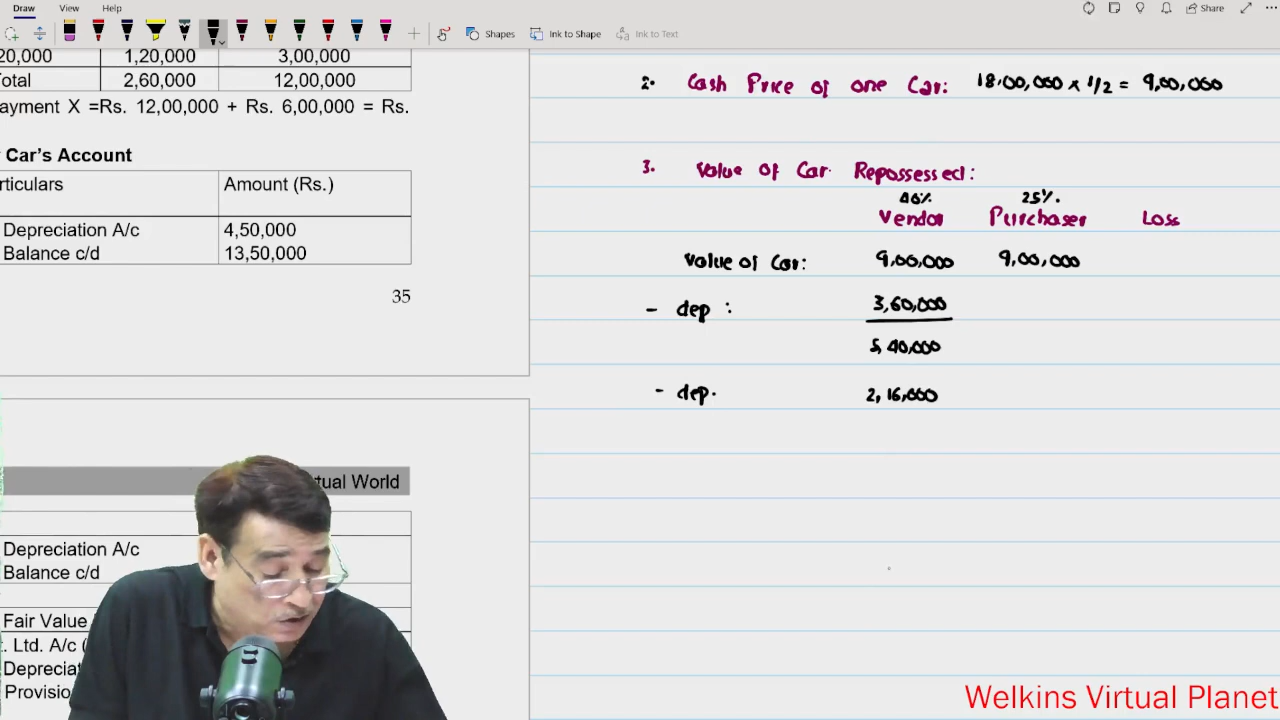 Draw View Help
Share
Shapes Ink to Shape Ink to Text
20,000 1,20,000 3,00,000
Total 2,60,000 12,00,000
ayment X =Rs. 12,00,000 + Rs. 6,00,000 = Rs.
Car's Account
rticulars Amount (Rs.)
Depreciation A/c 4,50,000
Balance c/d 13,50,000
35
tual World
Depreciation A/c
Balance c/d
Fair Value
. Ltd. A/c (
Depreciat
Provisio
2. Cash Price of one Car: 18,00,000 x 1/2 = 9,00,000
3. Value of Car Repossessed:
40% 25%.
Vendor Purchaser Loss
Value of Car: 9,00,000 9,00,000
- dep : 3,60,000
5,40,000
- dep. 2,16,000
Welkins Virtual Planet